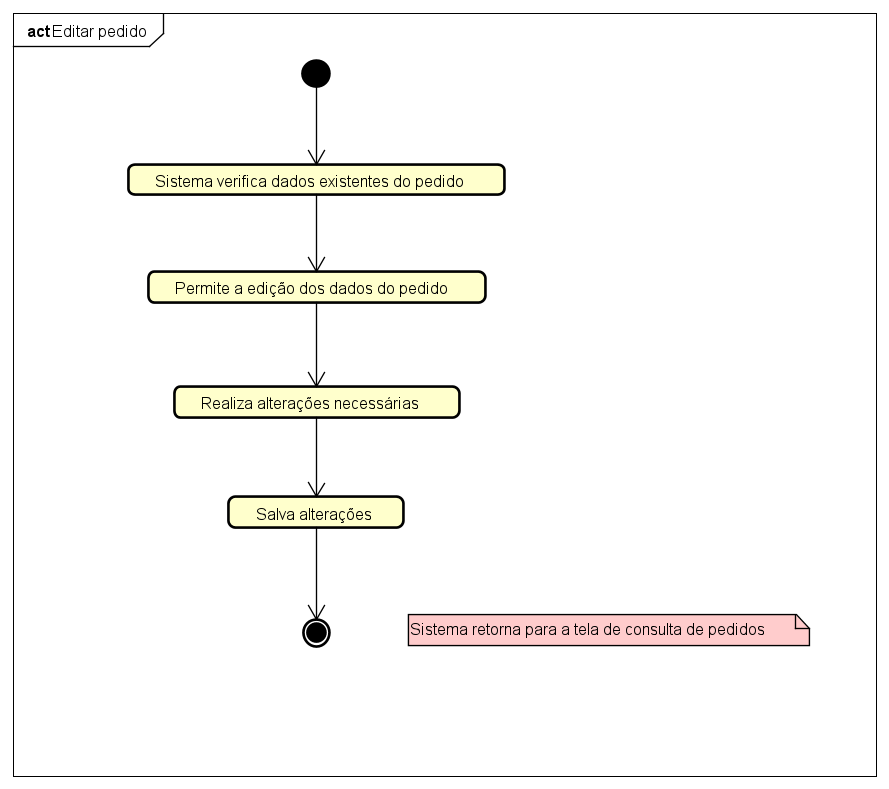 act Editar pedido
Sistema verifica dados existentes do pedido
Permite a edição dos dados do pedido
Realiza alterações necessárias
Salva alterações
Sistema retorna para a tela de consulta de pedidos